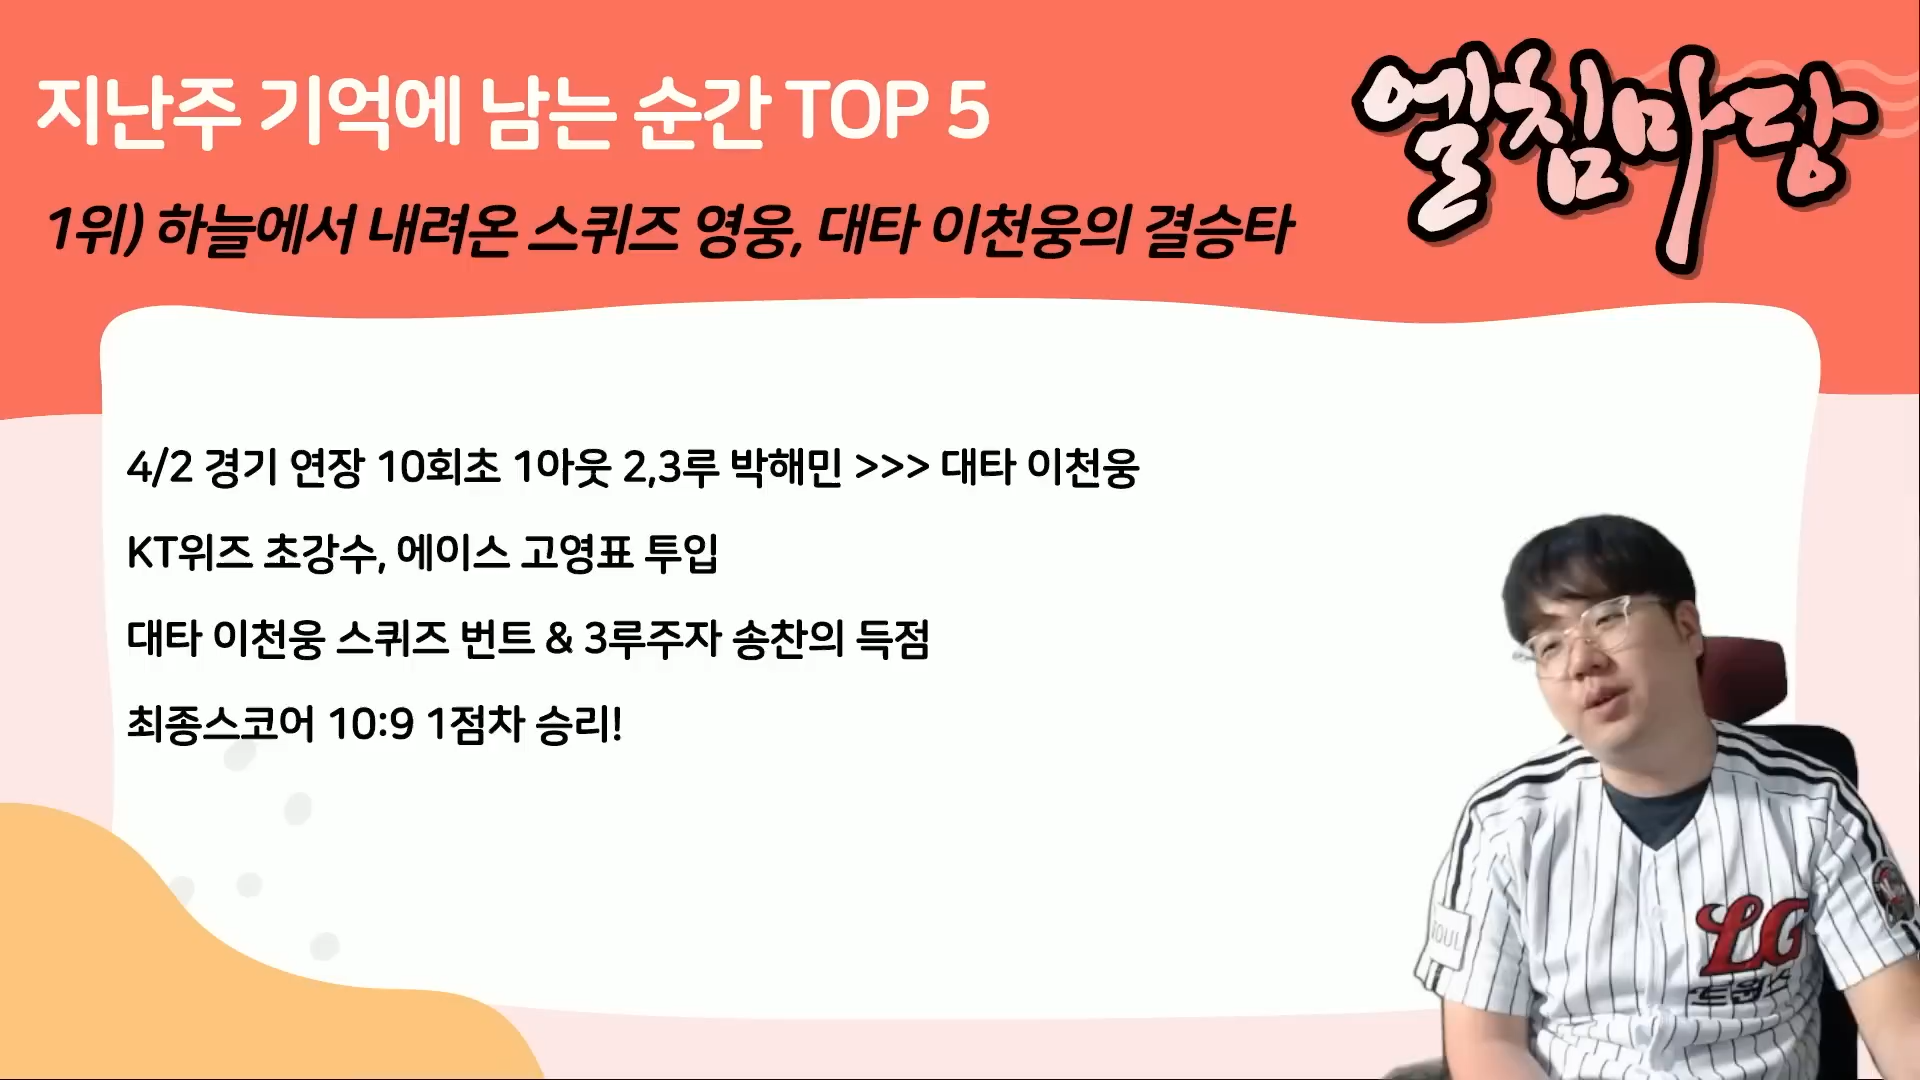 지난주 기억에 남는 순간 TOP 5
엘침마당
1위) 하늘에서 내려온 스퀴즈 영웅, 대타 이천웅의 결승타
4/2 경기 연장 10회초 1아웃 2,3루 박해민 >>> 대타 이천웅
KT위즈 초강수, 에이스 고영표 투입
대타 이천웅 스퀴즈 번트 & 3루주자 송찬의 득점
최종스코어 10:9 1점차 승리!
SEOUL
LG
트윈스